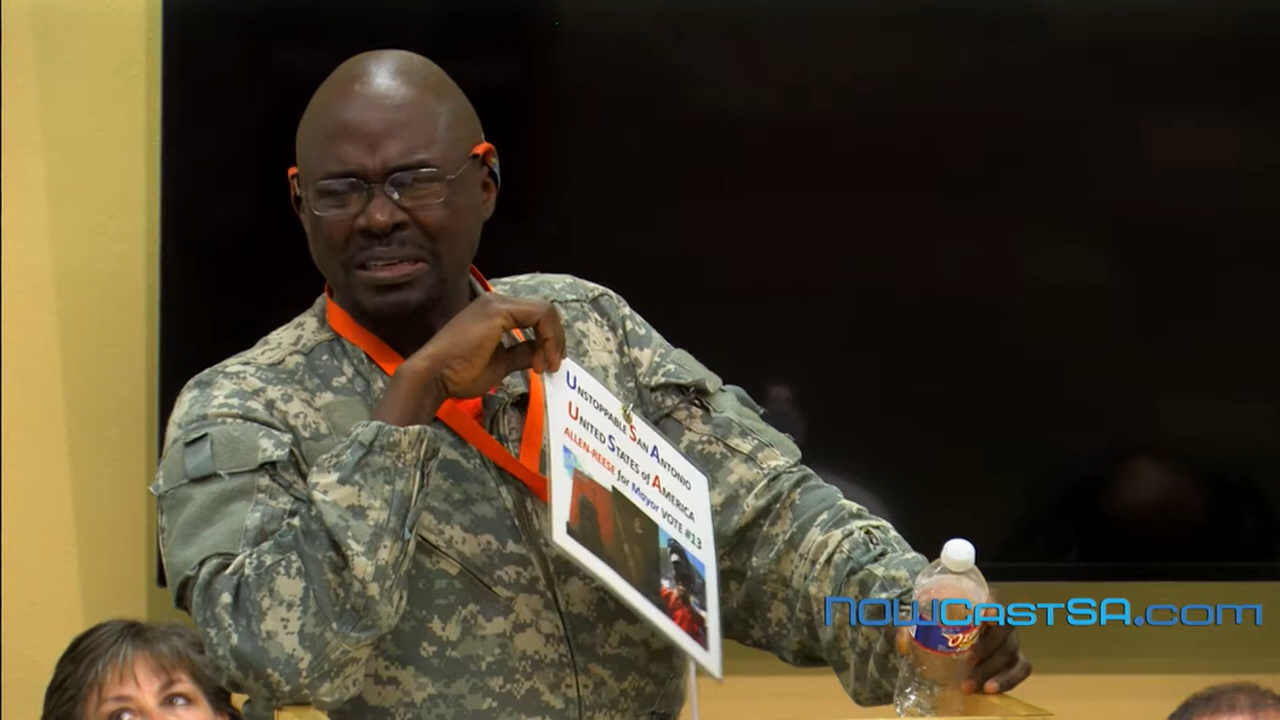 UNSTOPPABLE SAN ANTONIO
UNITED STATES of AMERICA
ALLEN-REESE for Mayor VOTE #13
NOWCastSA.com